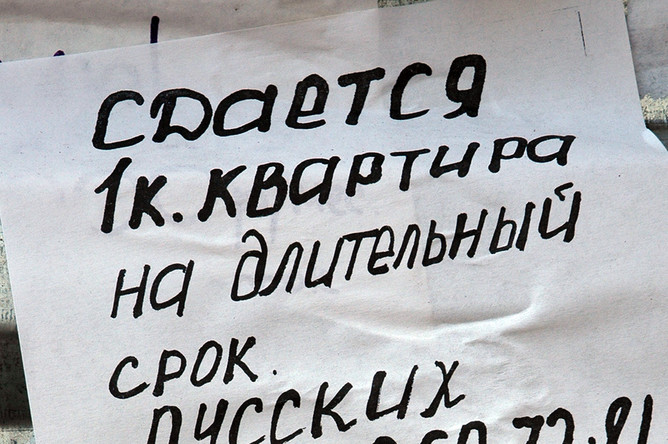 сдается
1к. квартира
на длительный
срок.
русских